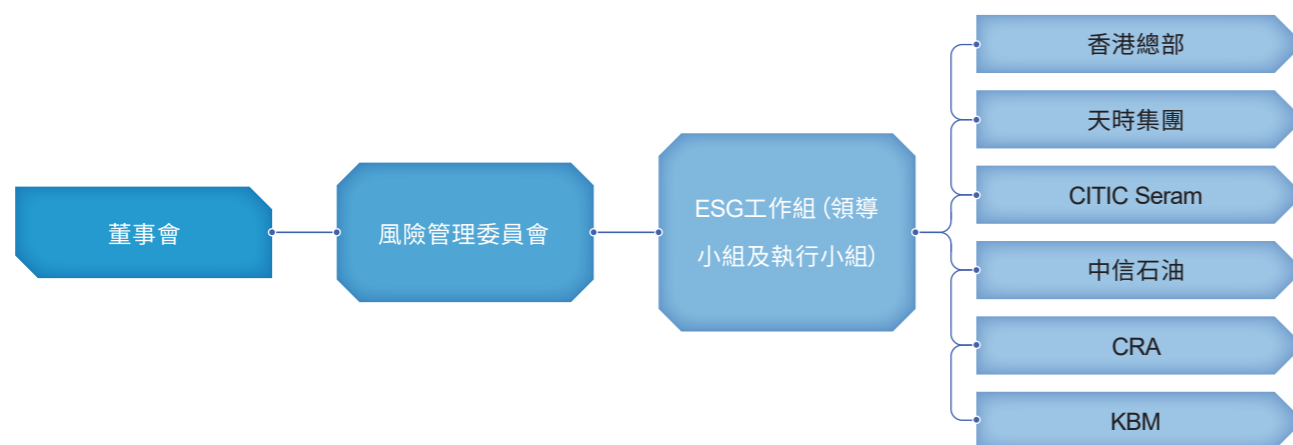 董事會
風險管理委員會
ESG工作組(領導
小組及執行小組)
香港總部
天時集團
CITIC Seram
中信石油
CRA
KBM